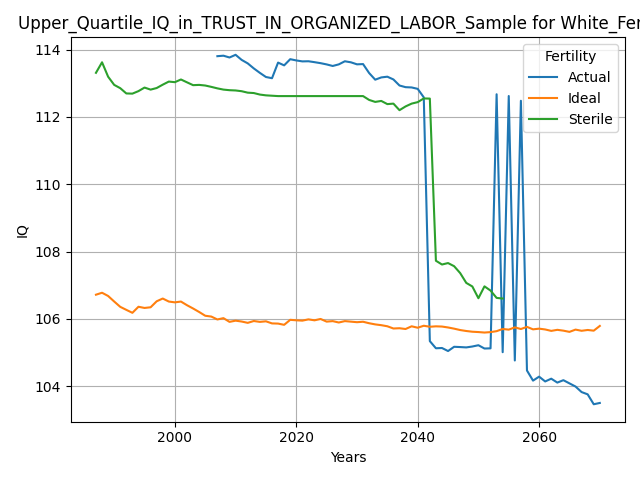 Upper_Quartile_IQ_in_TRUST_IN_ORGANIZED_LABOR_Sample for White_Fer
114
112
110
108
106
104
IQ
Fertility
Actual
Ideal
Sterile
2000
2020
2040
2060
Years